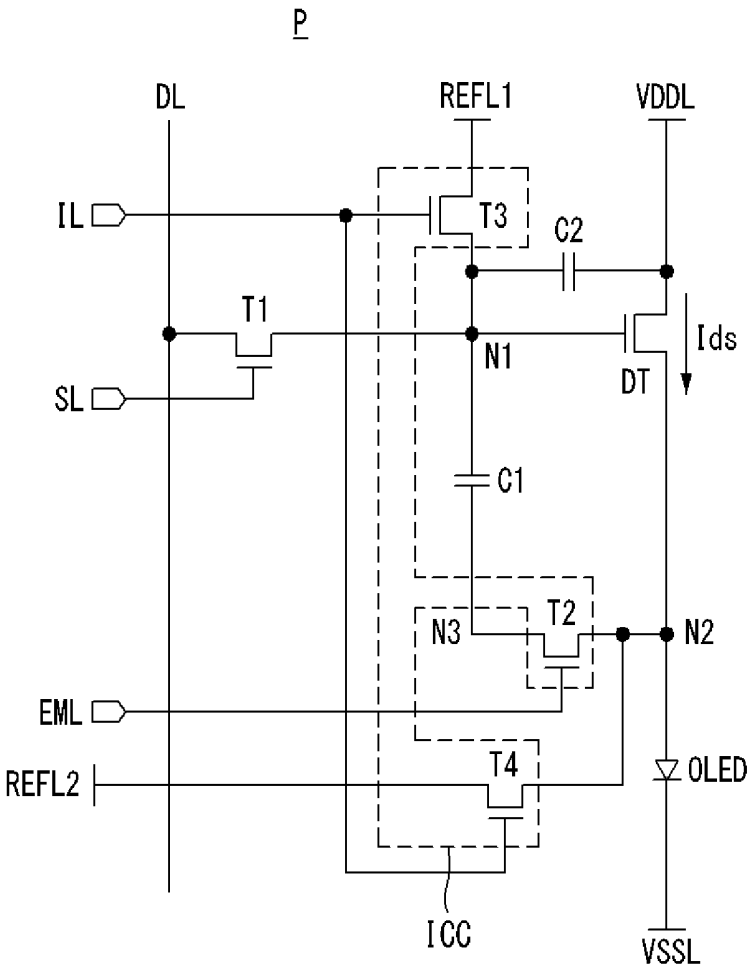 P
DL
REFL1
VDDL
IL
T3
C2
T1
Ids
N1
DT
SL
C1
T2
N3
N2
EML
T4
REFL2
OLED
ICC
VSSL